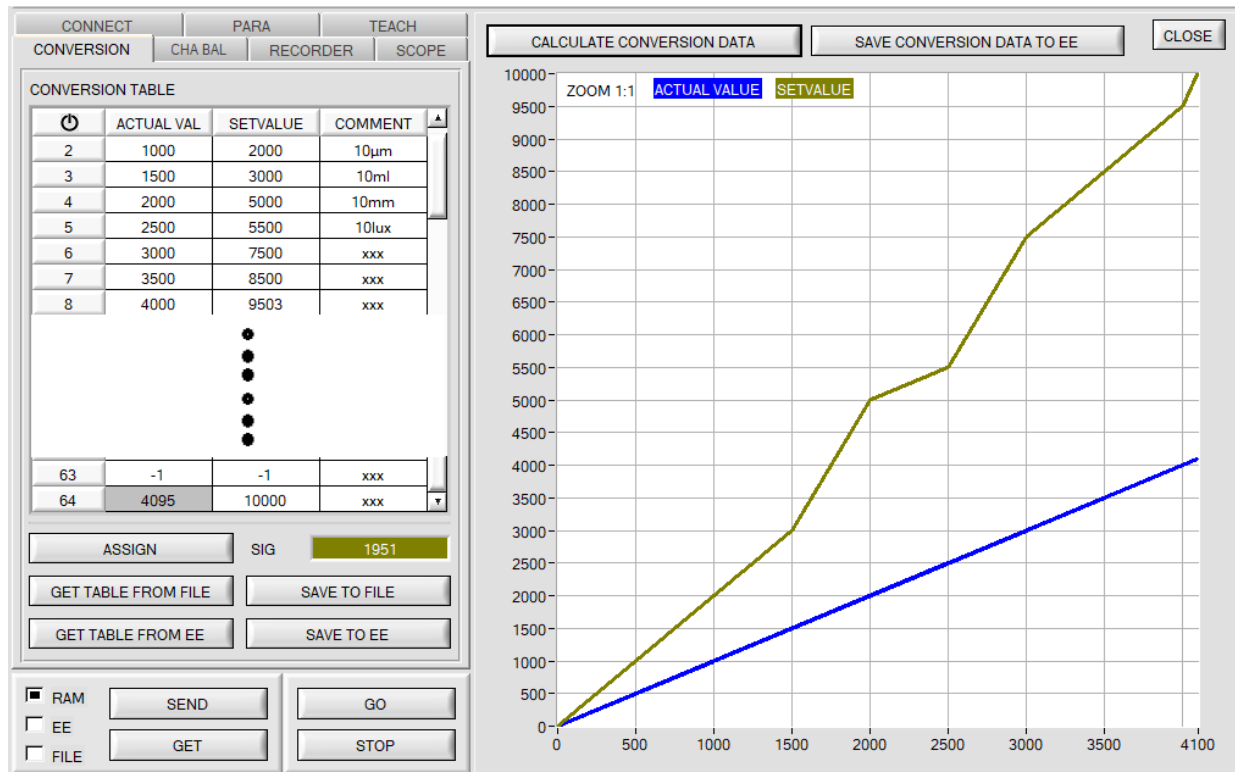 CONNECT PARA TEACH
CONVERSION CHA BAL RECORDER SCOPE
CONVERSION TABLE
ACTUAL VAL SETVALUE COMMENT
2 1000 2000 10µm
3 1500 3000 10ml
4 2000 5000 10mm
5 2500 5500 10lux
6 3000 7500 xxx
7 3500 8500 xxx
8 4000 9503 xxx
63 -1 -1 xxx
64 4095 10000 xxx
ASSIGN SIG 1951
GET TABLE FROM FILE SAVE TO FILE
GET TABLE FROM EE SAVE TO EE
RAM
EE
FILE
SEND
GET
GO
STOP
CALCULATE CONVERSION DATA SAVE CONVERSION DATA TO EE CLOSE
ZOOM 1:1 ACTUAL VALUE SETVALUE
10000
9500
9000
8500
8000
7500
7000
6500
6000
5500
5000
4500
4000
3500
3000
2500
2000
1500
1000
500
0
0 500 1000 1500 2000 2500 3000 3500 4100